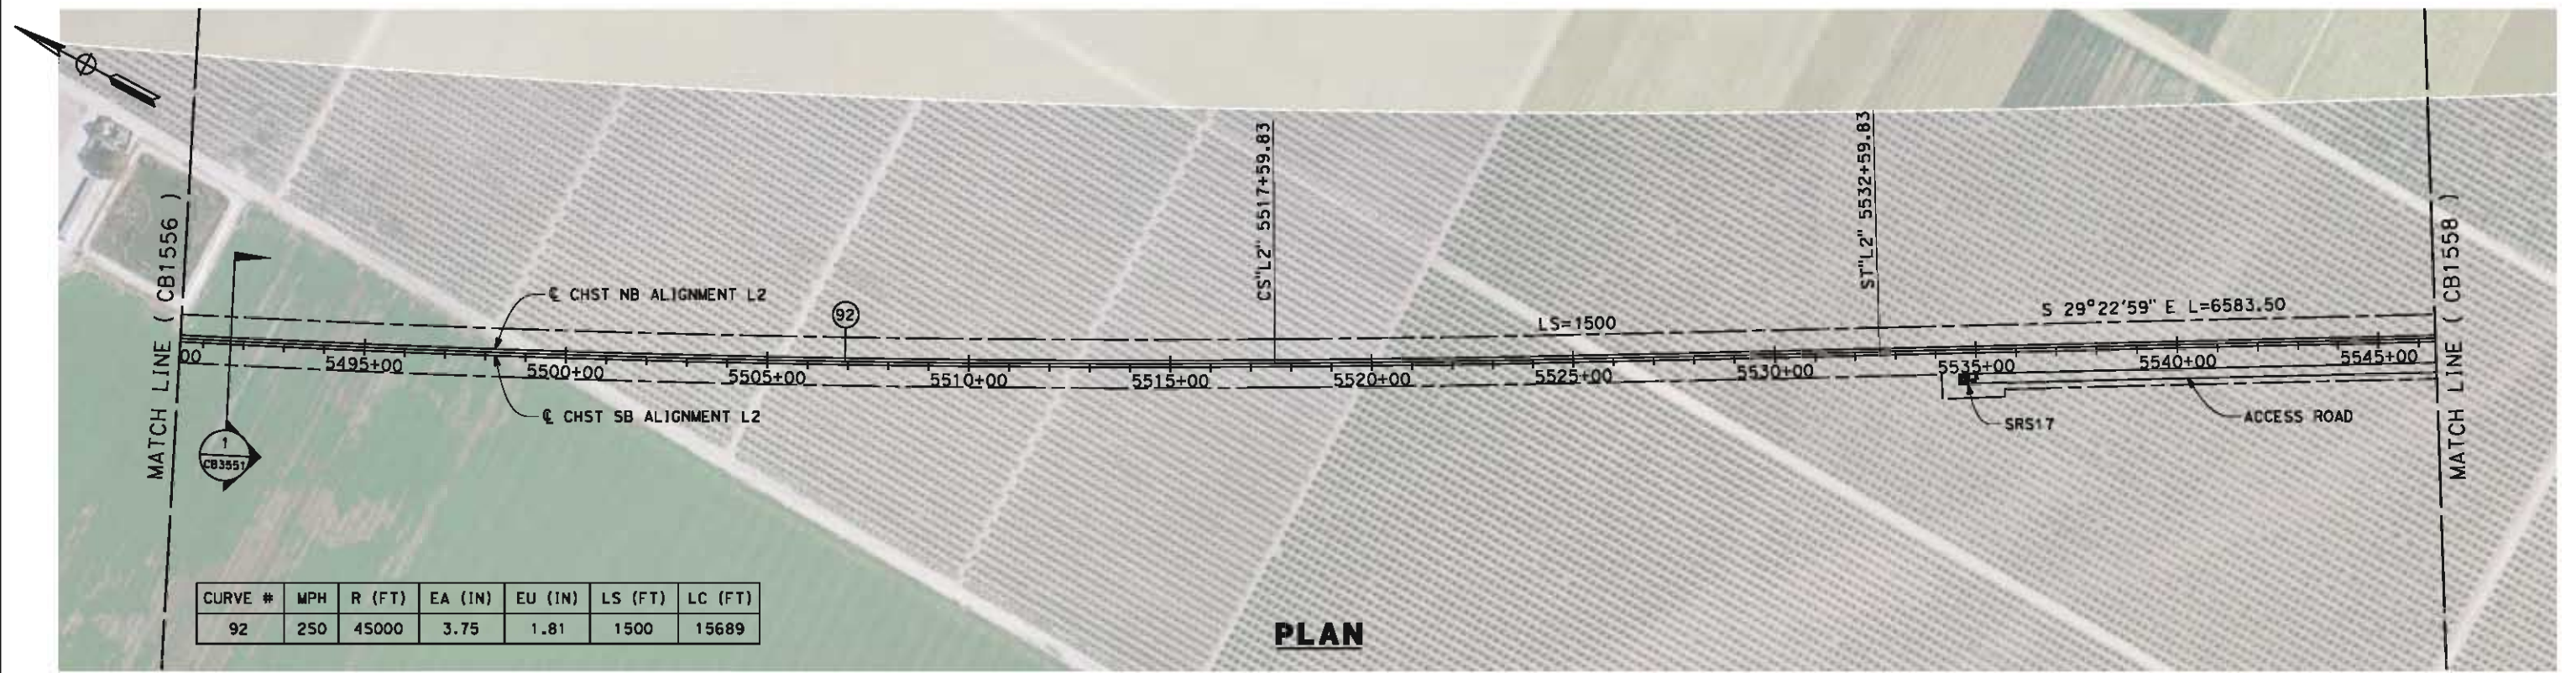 MATCH LINE ( CB1556 )
CS"L2" 5517+59.83
ST"L2" 5532+59.83
MATCH LINE ( CB1558 )
℄ CHST NB ALIGNMENT L2
92
LS=1500
S 29°22'59" E L=6583.50
00 5495+00 5500+00 5505+00 5510+00 5515+00 5520+00 5525+00 5530+00 5535+00 5540+00 5545+00
℄ CHST SB ALIGNMENT L2
SRS17
ACCESS ROAD
1
CB3551
CURVE # MPH R (FT) EA (IN) EU (IN) LS (FT) LC (FT)
92 250 45000 3.75 1.81 1500 15689
PLAN